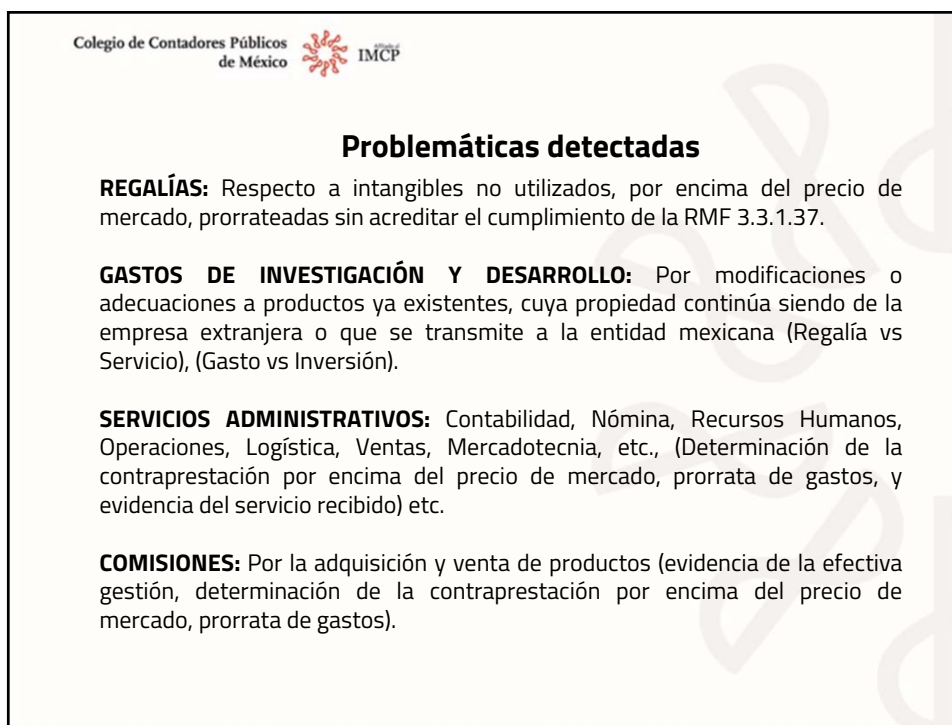 Colegio de Contadores Públicos
de México
Afiliado al
IMCP
Problemáticas detectadas
REGALÍAS: Respecto a intangibles no utilizados, por encima del precio de
mercado, prorrateadas sin acreditar el cumplimiento de la RMF 3.3.1.37.
GASTOS DE INVESTIGACIÓN Y DESARROLLO: Por modificaciones o
adecuaciones a productos ya existentes, cuya propiedad continúa siendo de la
empresa extranjera o que se transmite a la entidad mexicana (Regalía vs
Servicio), (Gasto vs Inversión).
SERVICIOS ADMINISTRATIVOS: Contabilidad, Nómina, Recursos Humanos,
Operaciones, Logística, Ventas, Mercadotecnia, etc., (Determinación de la
contraprestación por encima del precio de mercado, prorrata de gastos, y
evidencia del servicio recibido) etc.
COMISIONES: Por la adquisición y venta de productos (evidencia de la efectiva
gestión, determinación de la contraprestación por encima del precio de
mercado, prorrata de gastos).